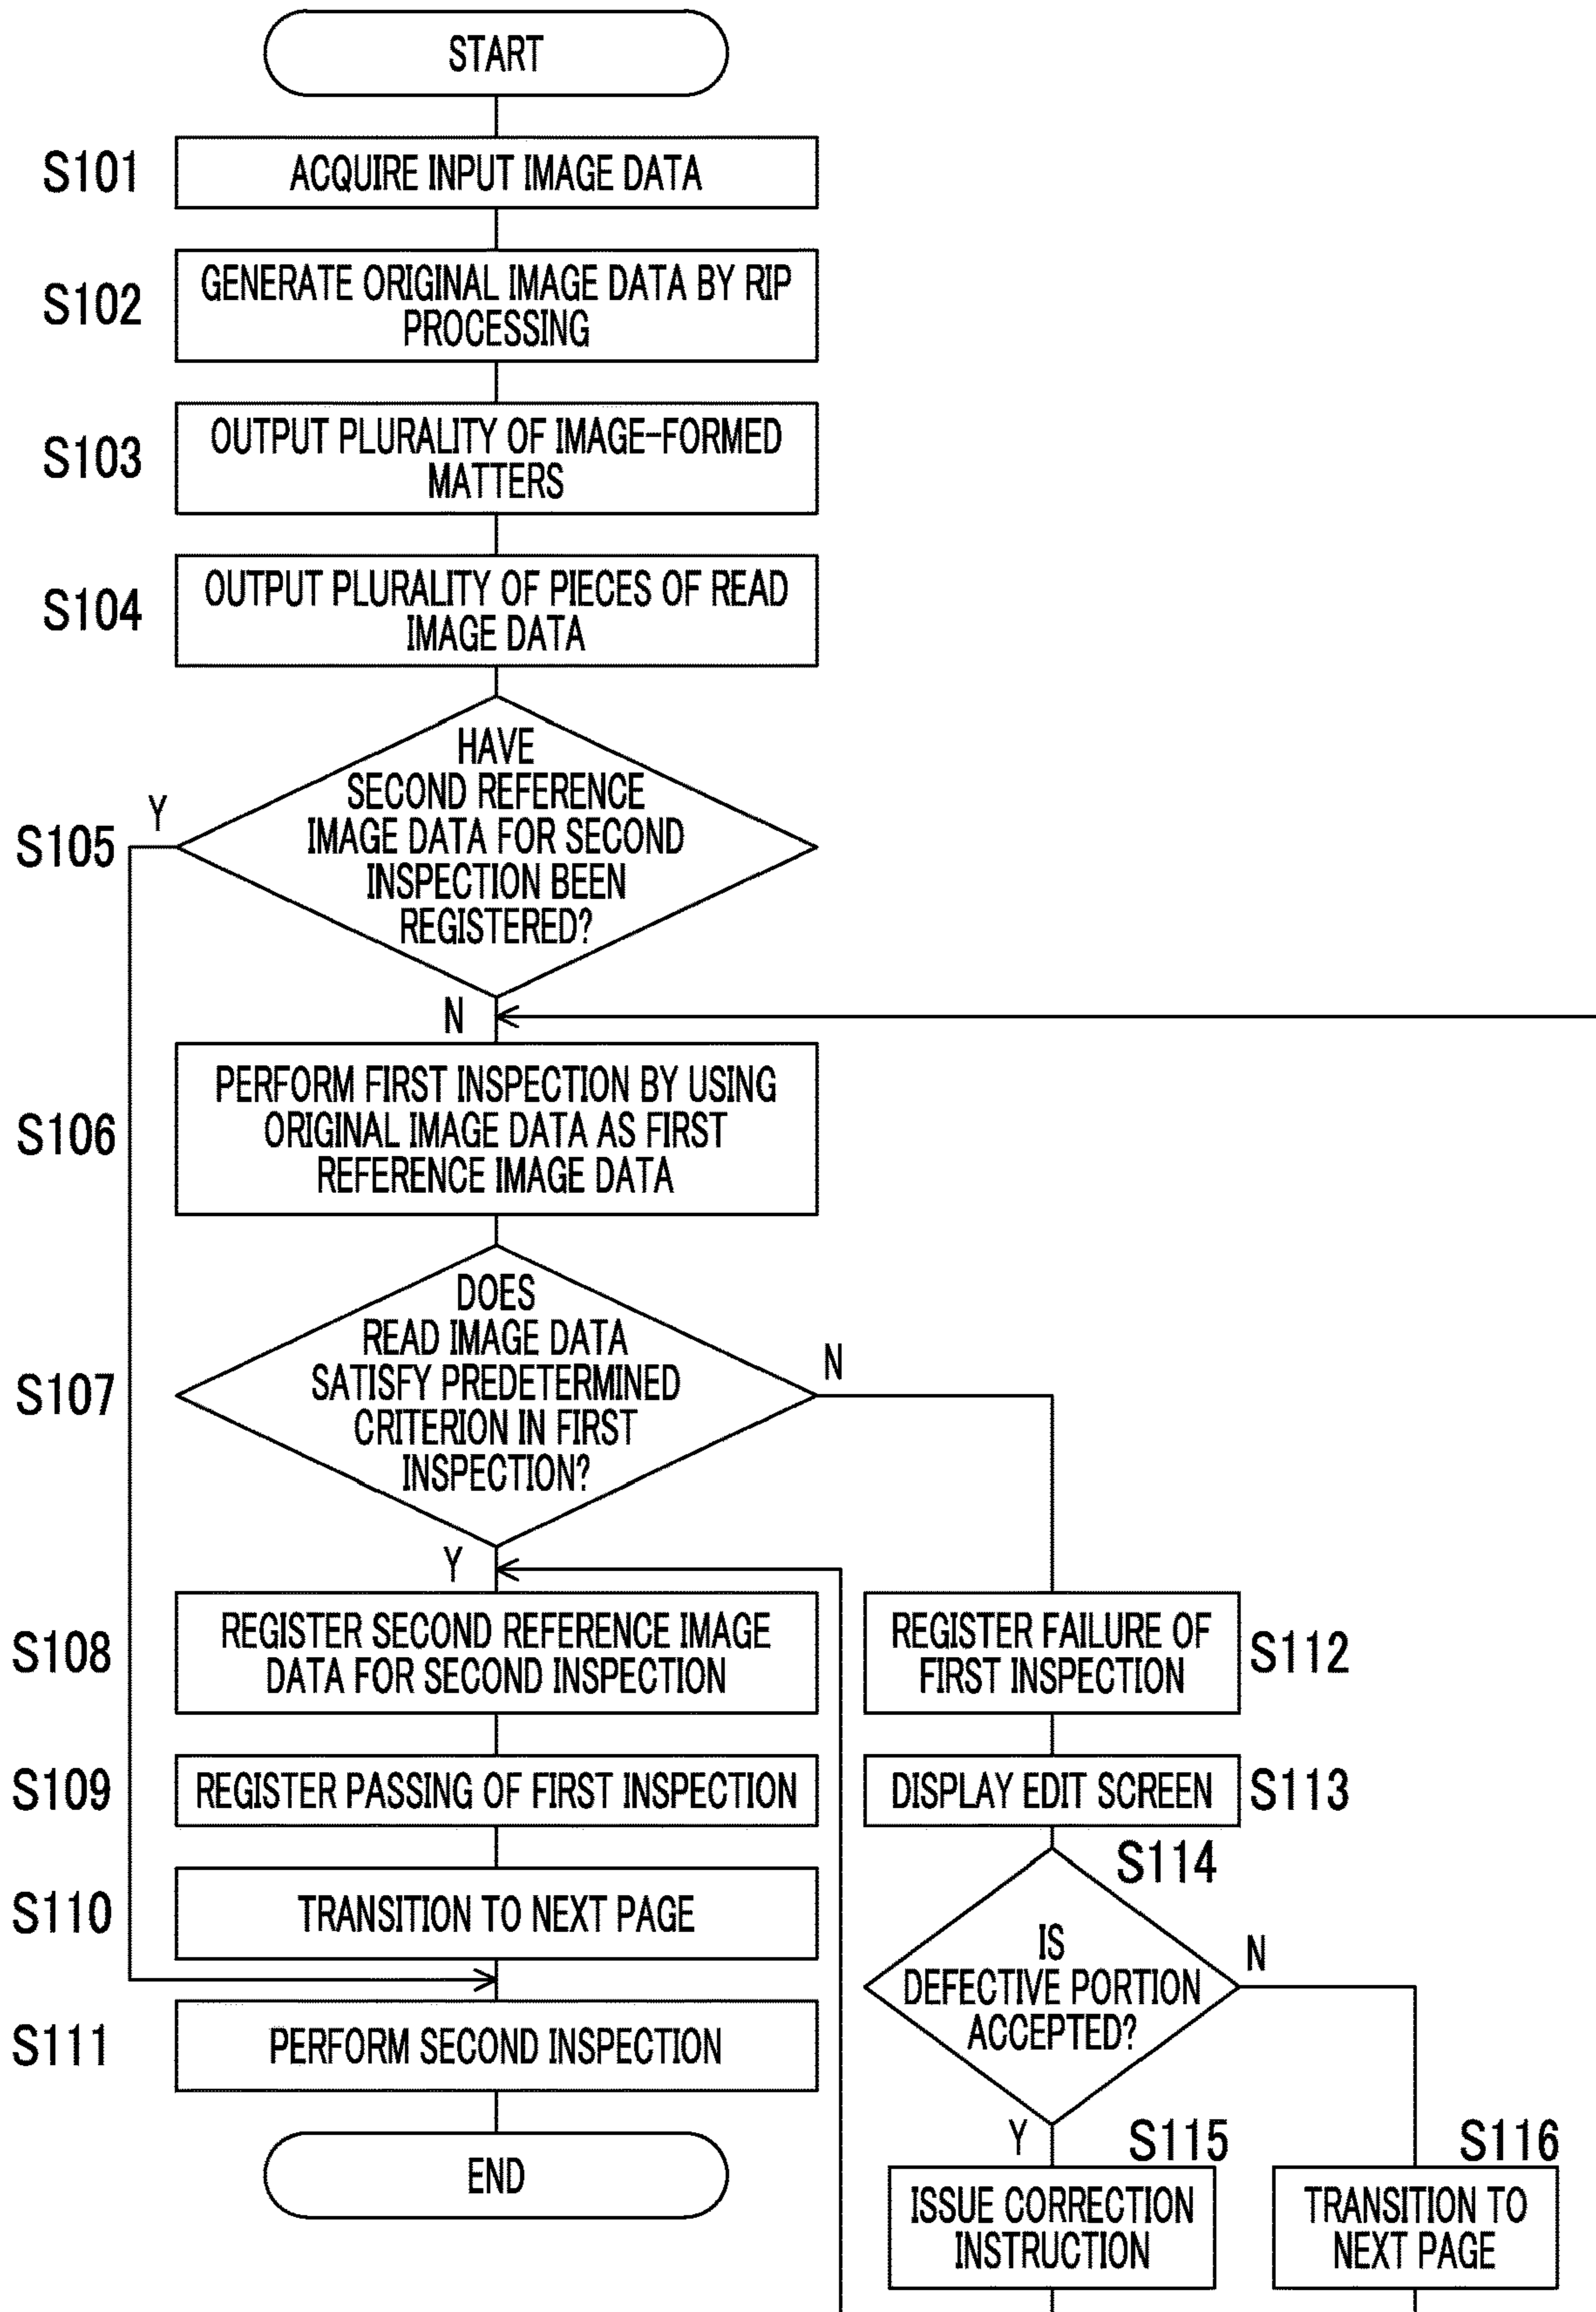 START
S101
ACQUIRE INPUT IMAGE DATA
S102
GENERATE ORIGINAL IMAGE DATA BY RIP
PROCESSING
S103
OUTPUT PLURALITY OF IMAGE-FORMED
MATTERS
S104
OUTPUT PLURALITY OF PIECES OF READ
IMAGE DATA
S105
Y
HAVE
SECOND REFERENCE
IMAGE DATA FOR SECOND
INSPECTION BEEN
REGISTERED?
N
S106
PERFORM FIRST INSPECTION BY USING
ORIGINAL IMAGE DATA AS FIRST
REFERENCE IMAGE DATA
S107
DOES
READ IMAGE DATA
SATISFY PREDETERMINED
CRITERION IN FIRST
INSPECTION?
N
Y
S108
REGISTER SECOND REFERENCE IMAGE
DATA FOR SECOND INSPECTION
REGISTER FAILURE OF
FIRST INSPECTION
S112
S109
REGISTER PASSING OF FIRST INSPECTION
DISPLAY EDIT SCREEN
S113
S110
TRANSITION TO NEXT PAGE
S114
IS
DEFECTIVE PORTION
ACCEPTED?
N
S111
PERFORM SECOND INSPECTION
Y
END
S115
ISSUE CORRECTION
INSTRUCTION
S116
TRANSITION TO
NEXT PAGE